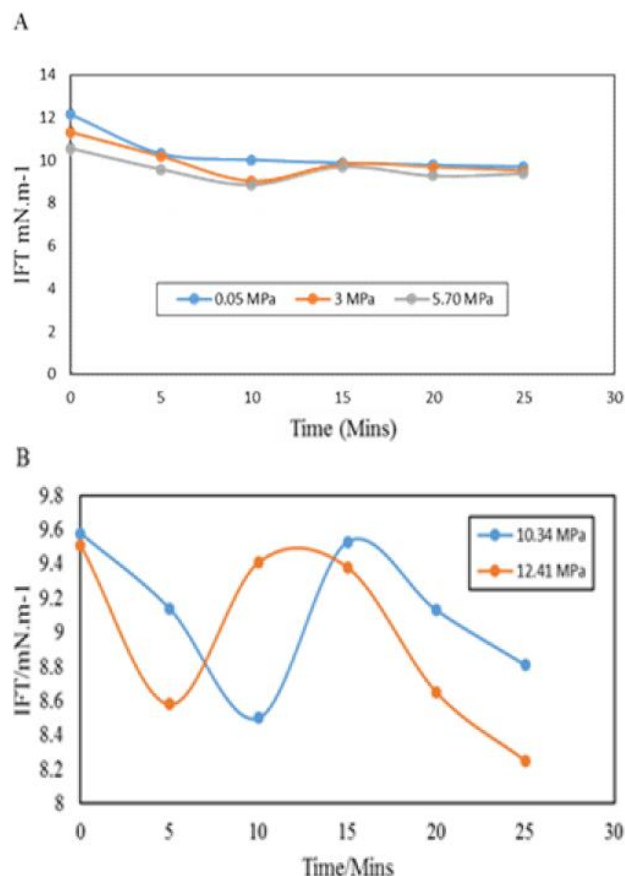 A
14
12
10
8
6
4
2
0
IFT mN.m-1
0.05 MPa 3 MPa 5.70 MPa
0 5 10 15 20 25 30
Time (Mins)
B
9.8
9.6
9.4
9.2
9
8.8
8.6
8.4
8.2
8
IFT/mN.m-1
10.34 MPa
12.41 MPa
0 5 10 15 20 25 30
Time/Mins